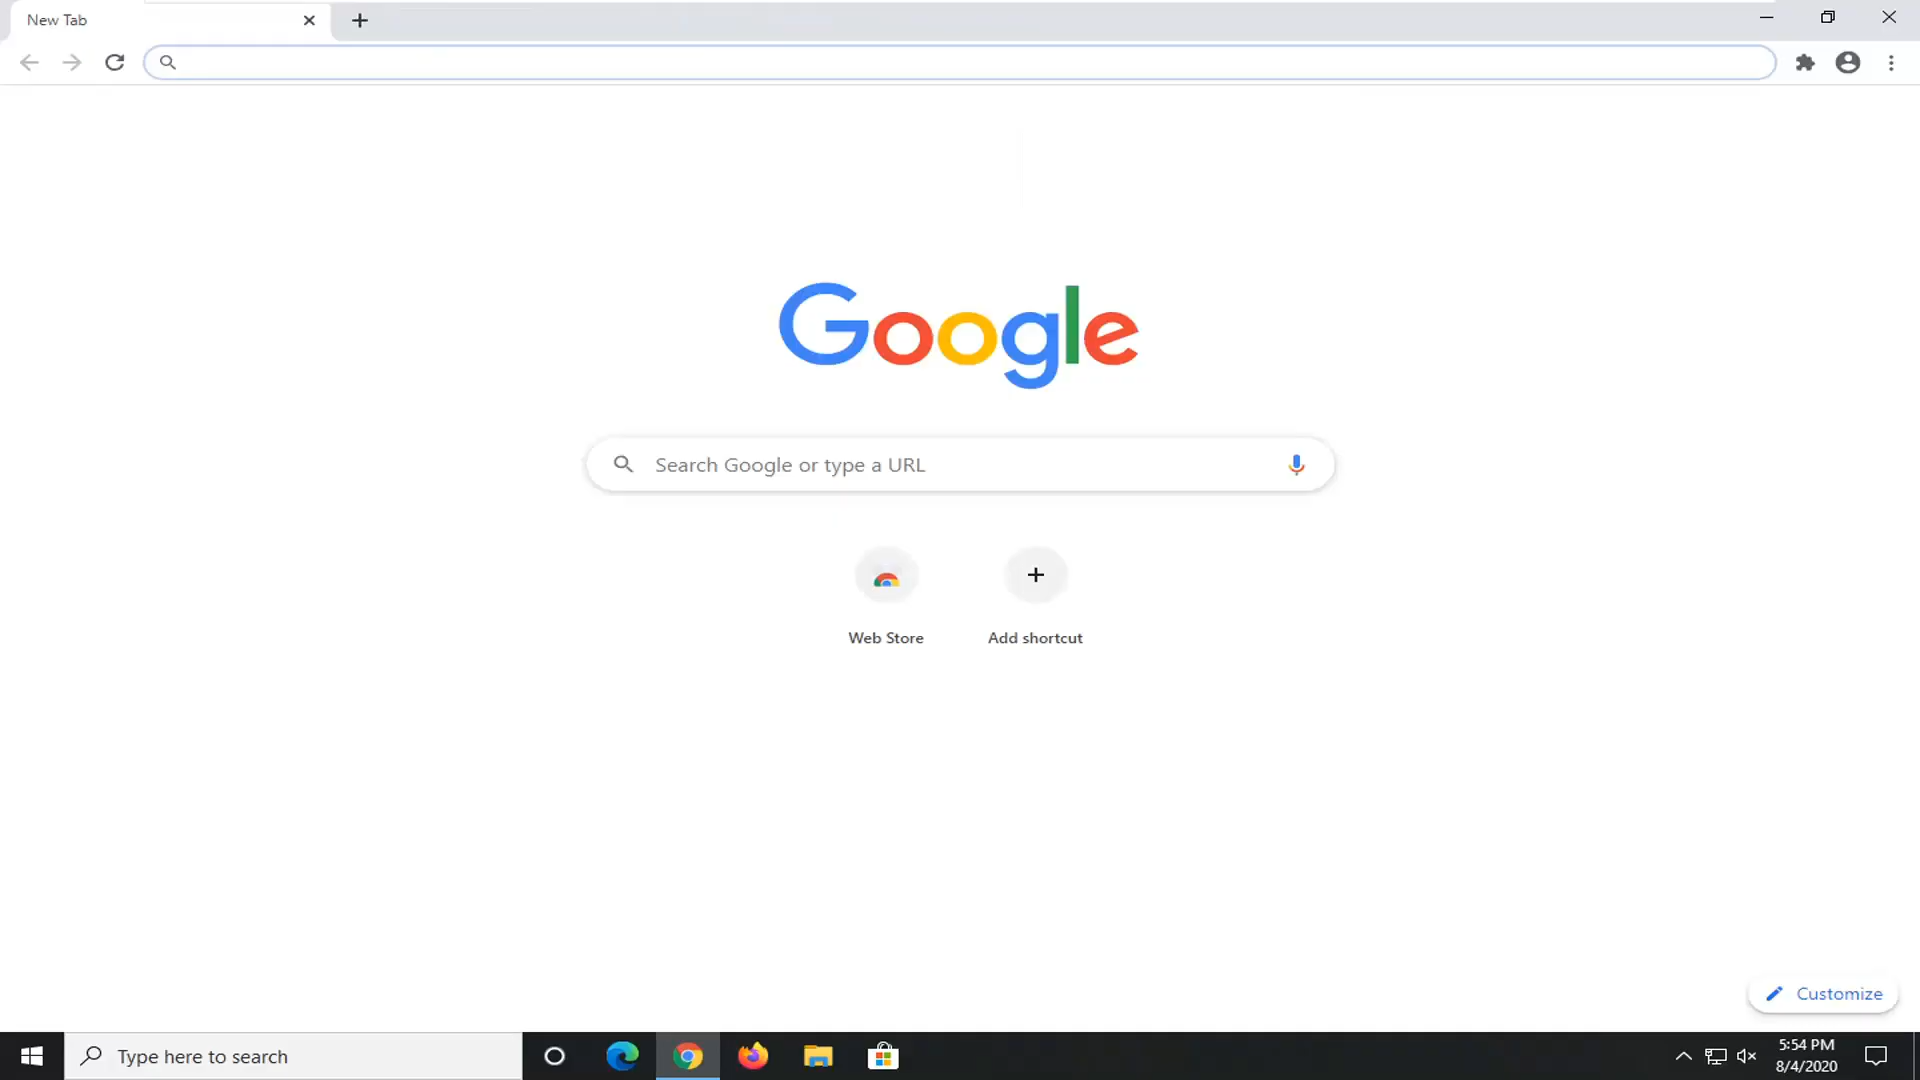 New Tab
Google
Search Google or type a URL
Web Store
Add shortcut
Customize
Type here to search
5:54 PM
8/4/2020